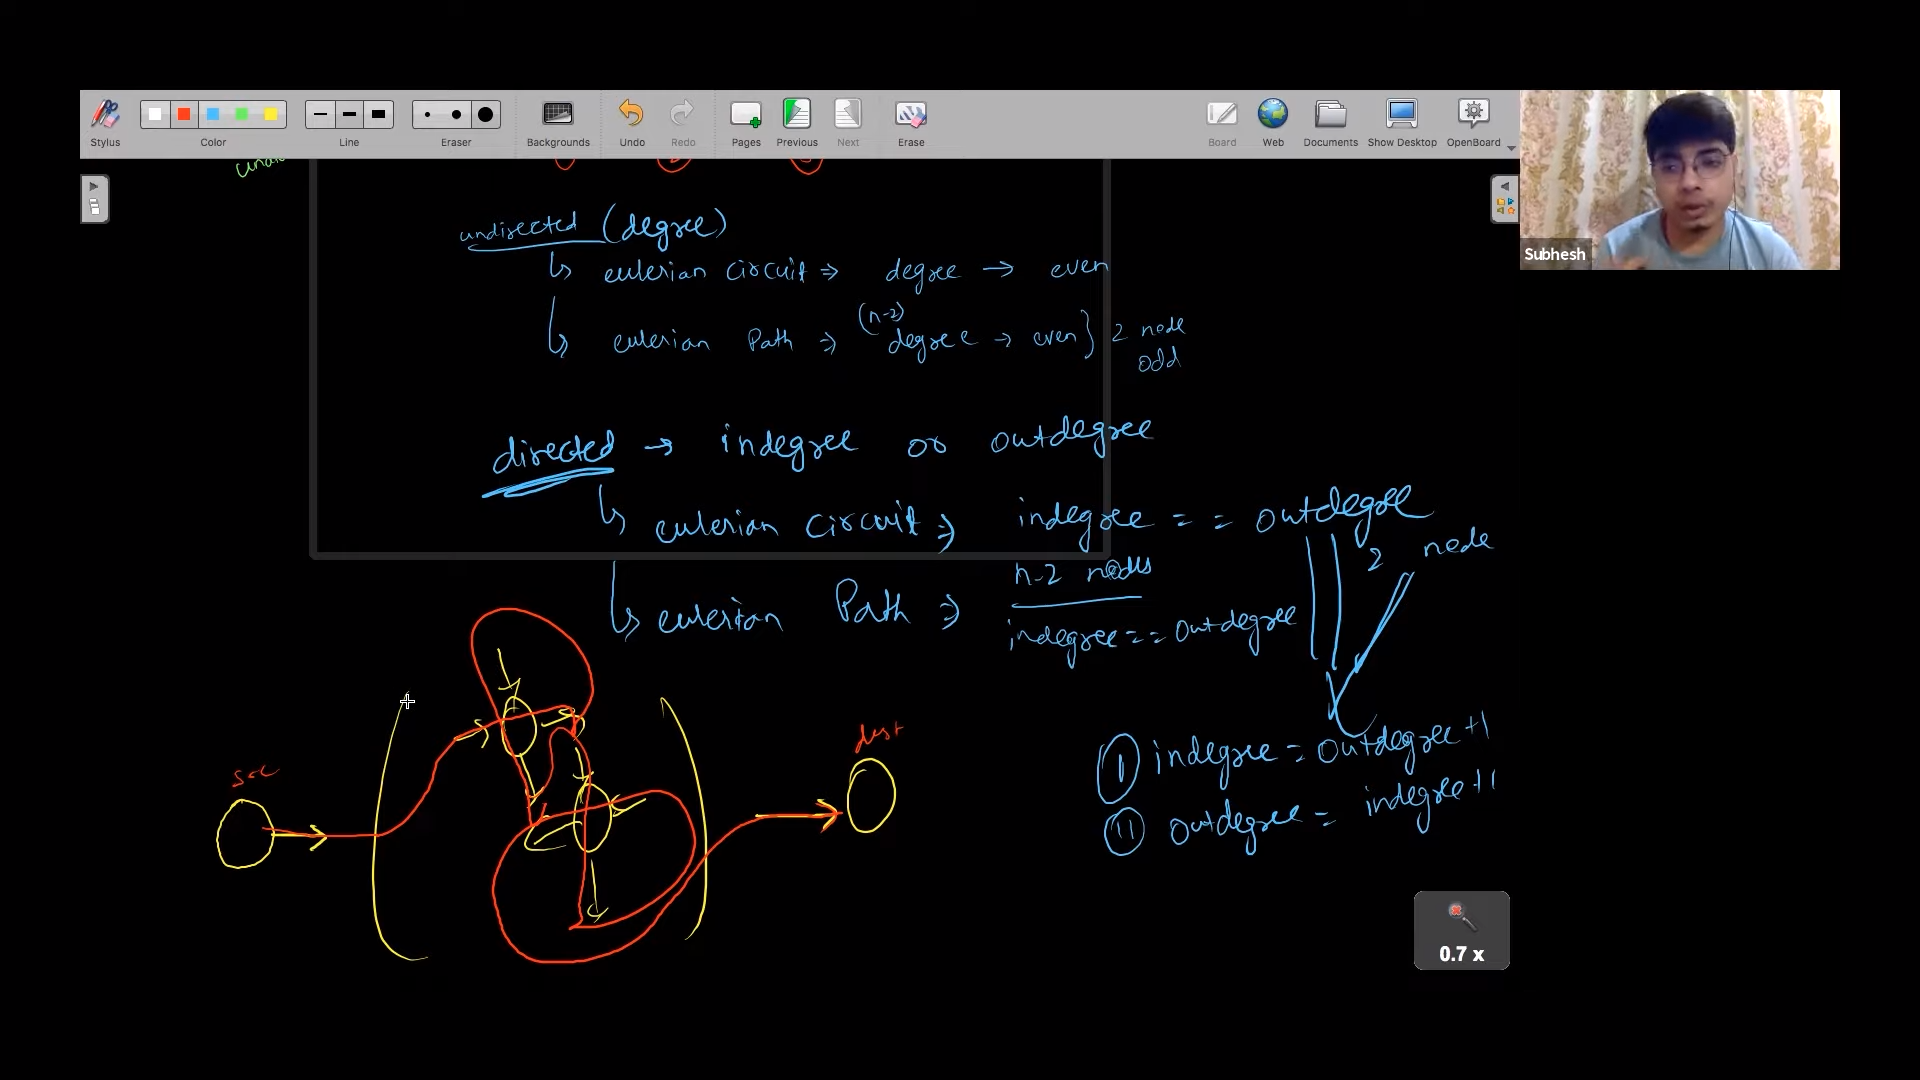 Stylus Color Line Eraser Backgrounds Undo Redo Pages Previous Next Erase Board Web Documents Show Desktop OpenBoard
Subhesh
undirected (degree)
↳ eulerian circuit ⇒ degree → even
↳ eulerian Path ⇒ (n-2) degree → even } 2 node odd
directed → indegree or outdegree
↳ eulerian circuit ⇒ indegree == outdegree
↳ eulerian Path ⇒ n-2 nodes
indegree == outdegree
2 node
I indegree = outdegree+1
II outdegree = indegree+1
src
dest
0.7 x